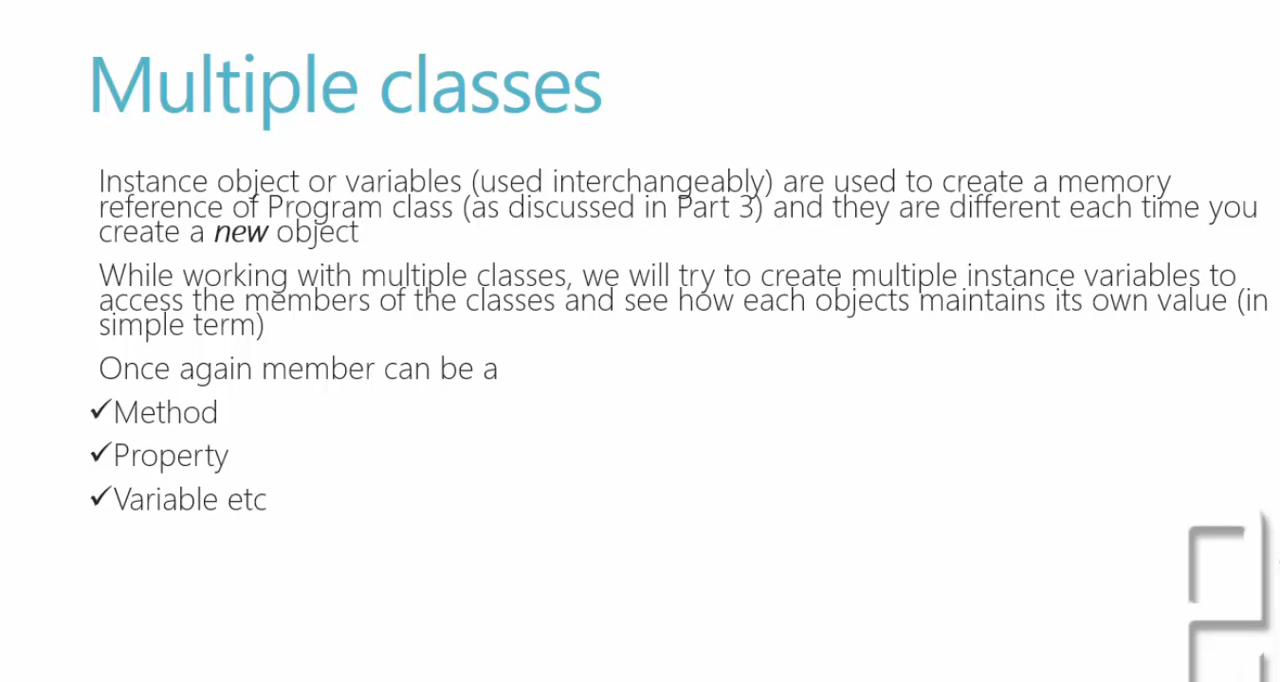 Multiple classes
Instance object or variables (used interchangeably) are used to create a memory
reference of Program class (as discussed in Part 3) and they are different each time you
create a new object
While working with multiple classes, we will try to create multiple instance variables to
access the members of the classes and see how each objects maintains its own value (in
simple term)
Once again member can be a
✓Method
✓Property
✓Variable etc